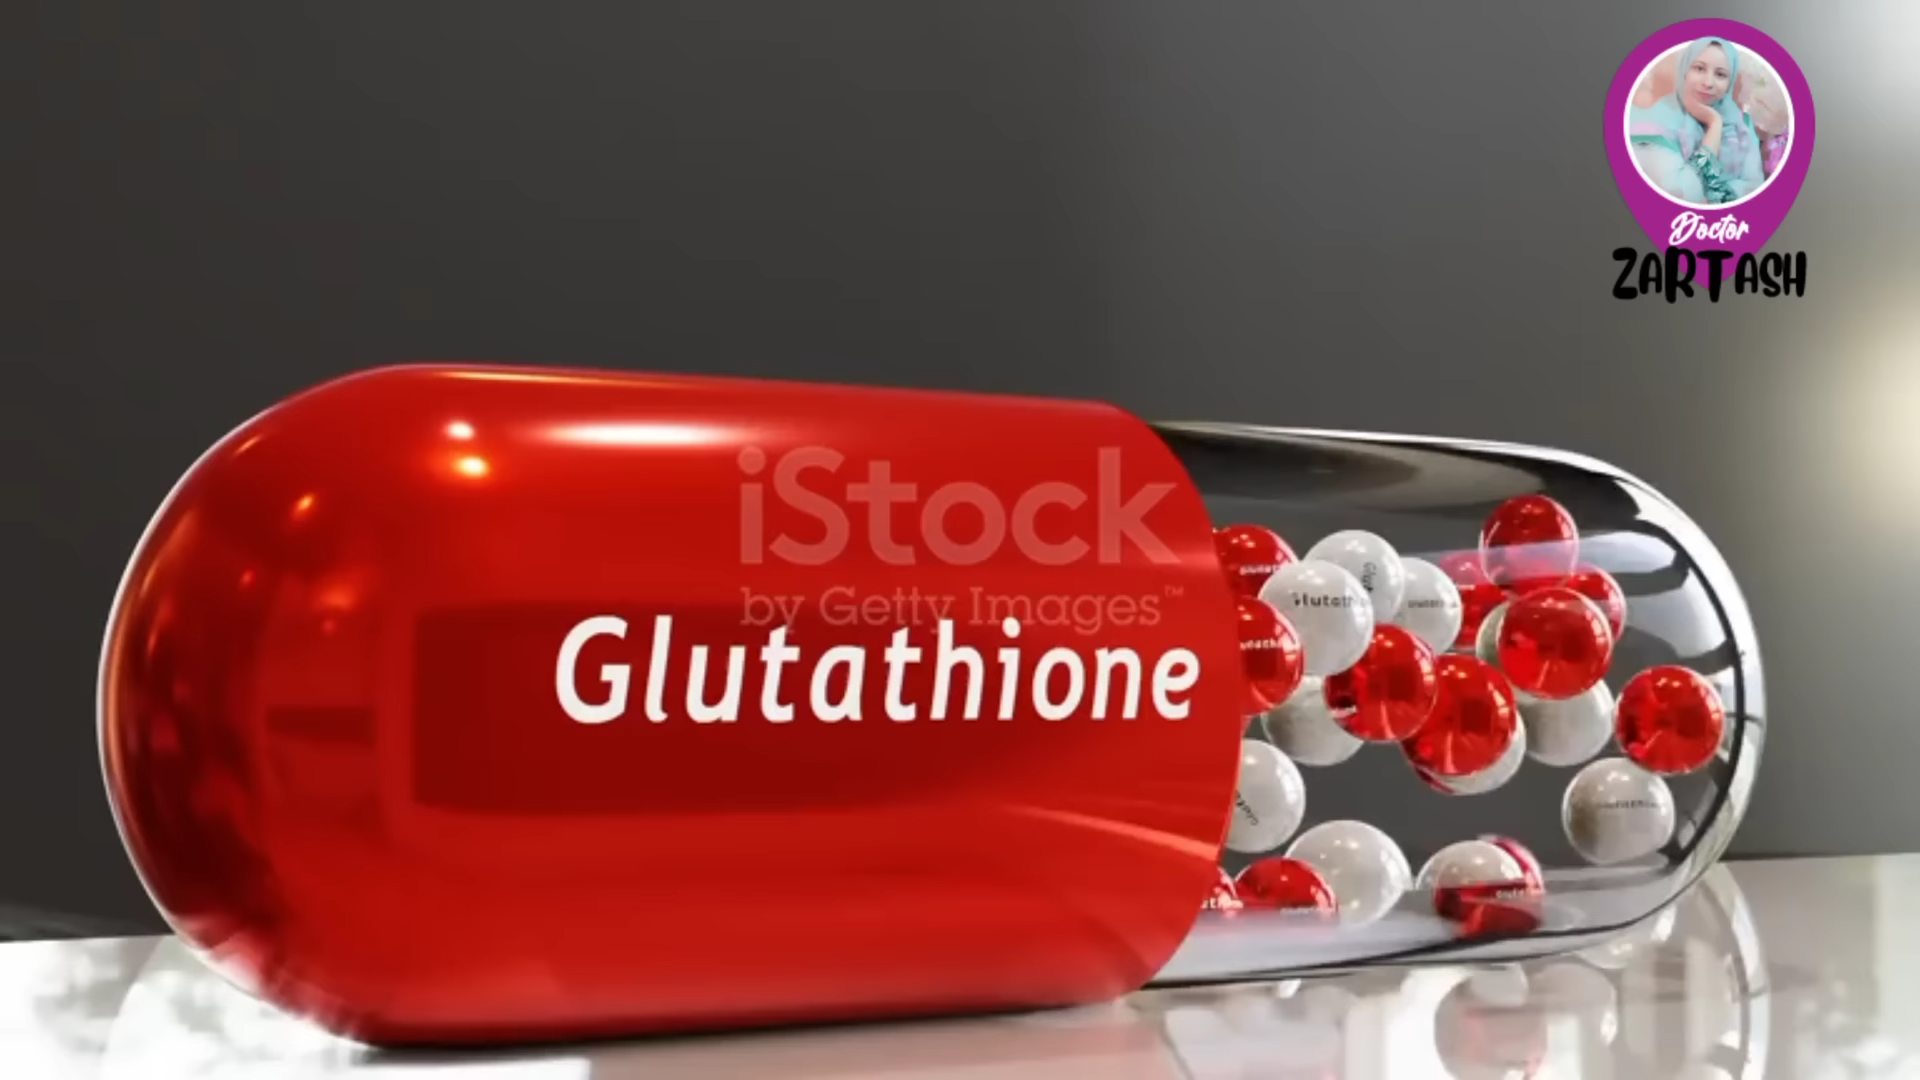 Doctor
ZARTASH
iStock
by Getty Images™
Glutathione